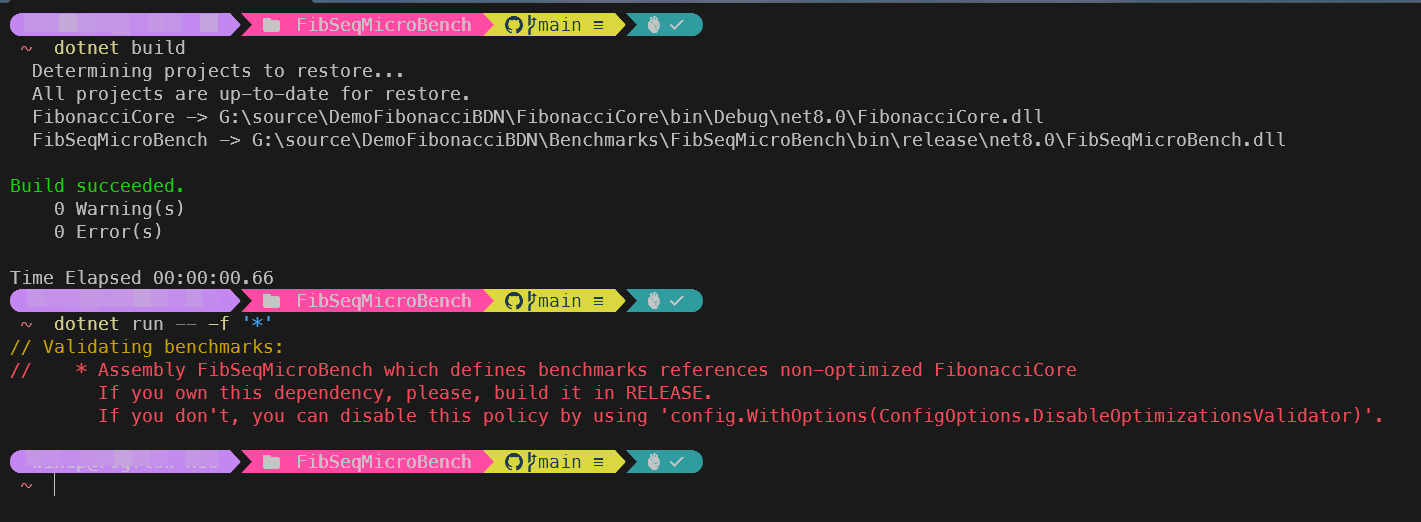 FibSeqMicroBench main ≡
~ dotnet build
Determining projects to restore...
All projects are up-to-date for restore.
FibonacciCore -> G:\source\DemoFibonacciBDN\FibonacciCore\bin\Debug\net8.0\FibonacciCore.dll
FibSeqMicroBench -> G:\source\DemoFibonacciBDN\Benchmarks\FibSeqMicroBench\bin\release\net8.0\FibSeqMicroBench.dll
Build succeeded.
0 Warning(s)
0 Error(s)
Time Elapsed 00:00:00.66
FibSeqMicroBench main ≡
~ dotnet run -- -f '*'
// Validating benchmarks:
// * Assembly FibSeqMicroBench which defines benchmarks references non-optimized FibonacciCore
If you own this dependency, please, build it in RELEASE.
If you don't, you can disable this policy by using 'config.WithOptions(ConfigOptions.DisableOptimizationsValidator)'.
FibSeqMicroBench main ≡
~